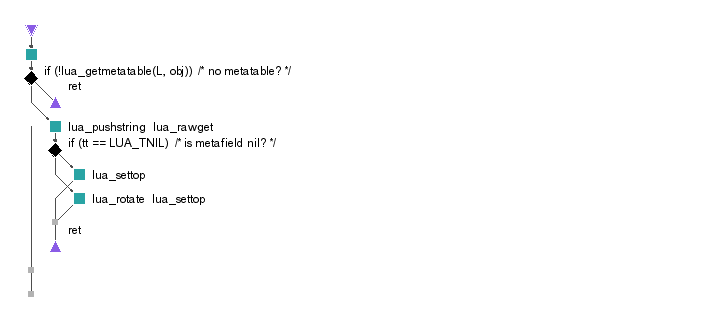 if (!lua_getmetatable(L, obj)) /* no metatable? */
ret
lua_pushstring lua_rawget
if (tt == LUA_TNIL) /* is metafield nil? */
lua_settop
lua_rotate lua_settop
ret